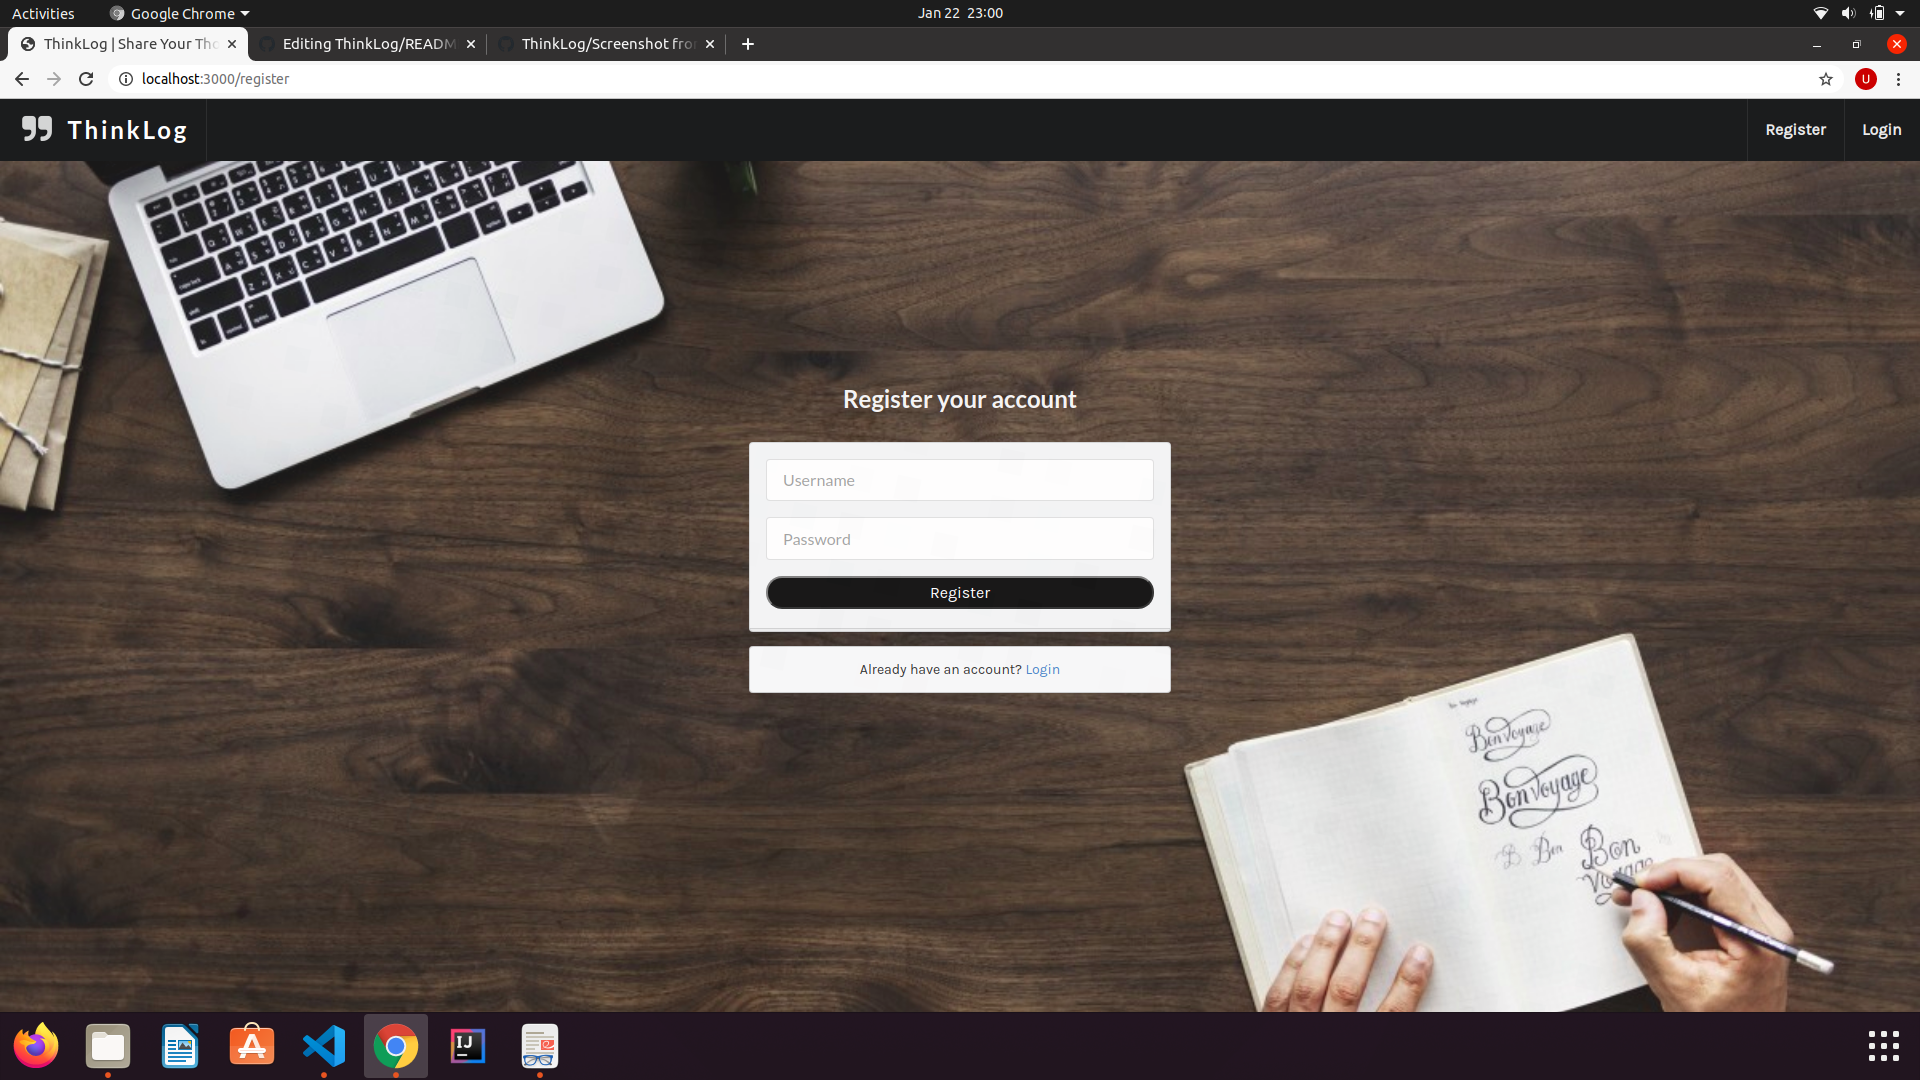 Activities
Google Chrome
Jan 22 23:00
ThinkLog | Share Your Tho
Editing ThinkLog/READM
ThinkLog/Screenshot fro
localhost:3000/register
U
ThinkLog
Register
Login
Register your account
Username
Password
Register
Already have an account? Login
Bon Voyage
Bon Voyage
B Bon
Bon
Voyage
IJ